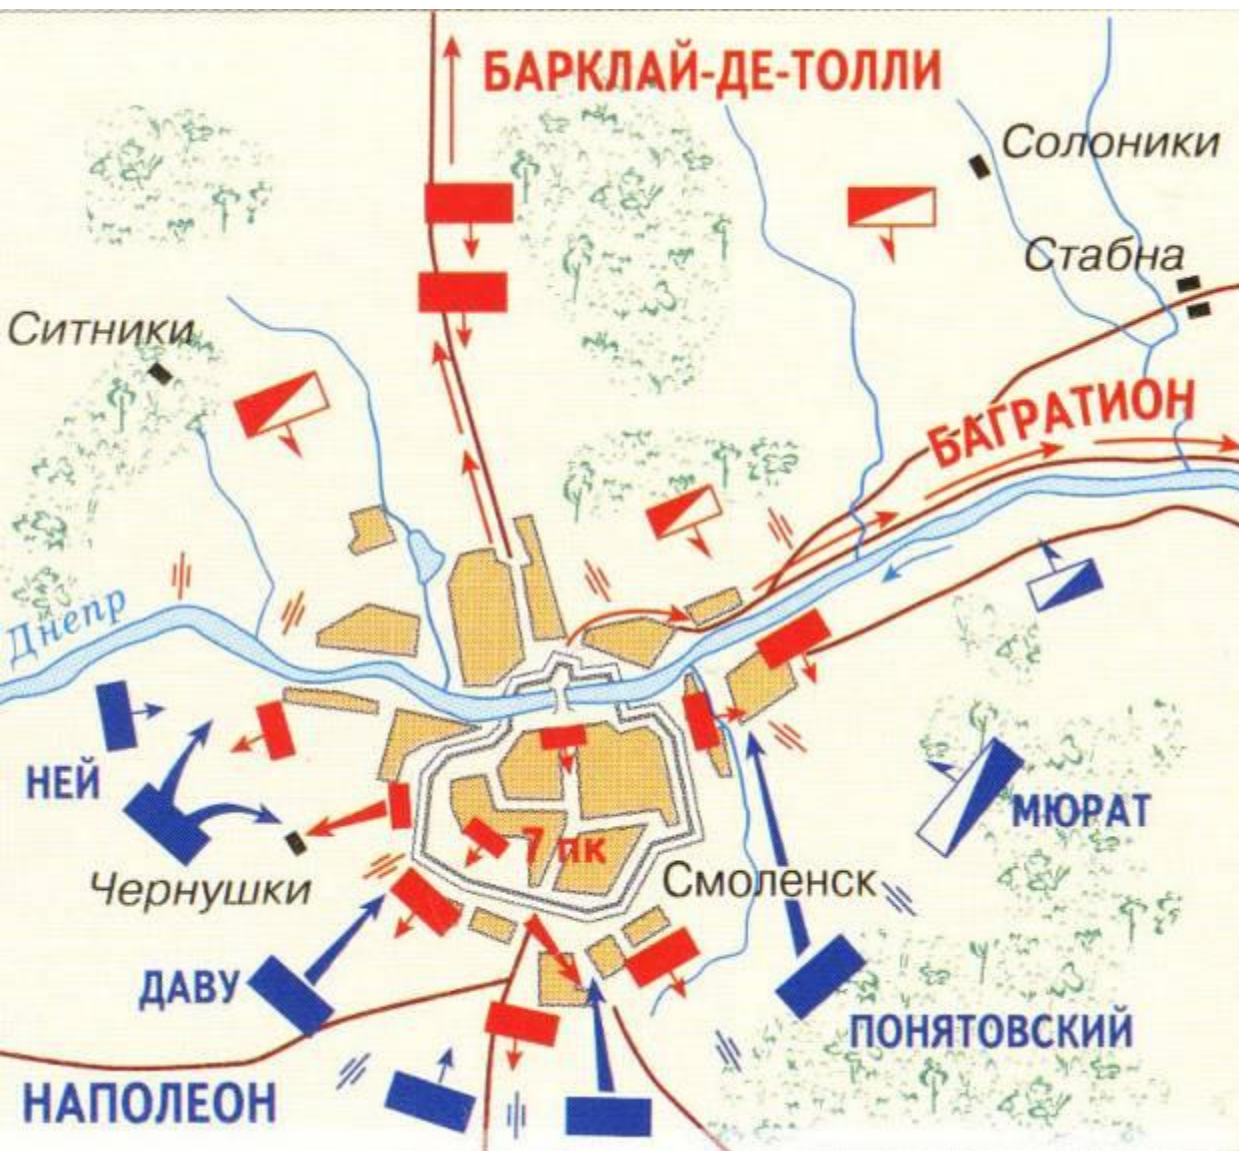 БАРКЛАЙ-ДЕ-ТОЛЛИ
Солоники
Стабна
Ситники
БАГРАТИОН
Днепр
НЕЙ
МЮРАТ
7 пк
Чернушки
Смоленск
ДАВУ
ПОНЯТОВСКИЙ
НАПОЛЕОН